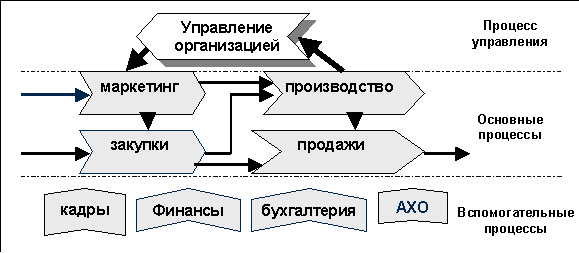 Управление
организацией
Процесс
управления
маркетинг
производство
Основные
процессы
закупки
продажи
кадры
Финансы
бухгалтерия
АХО
Вспомогательные
процессы